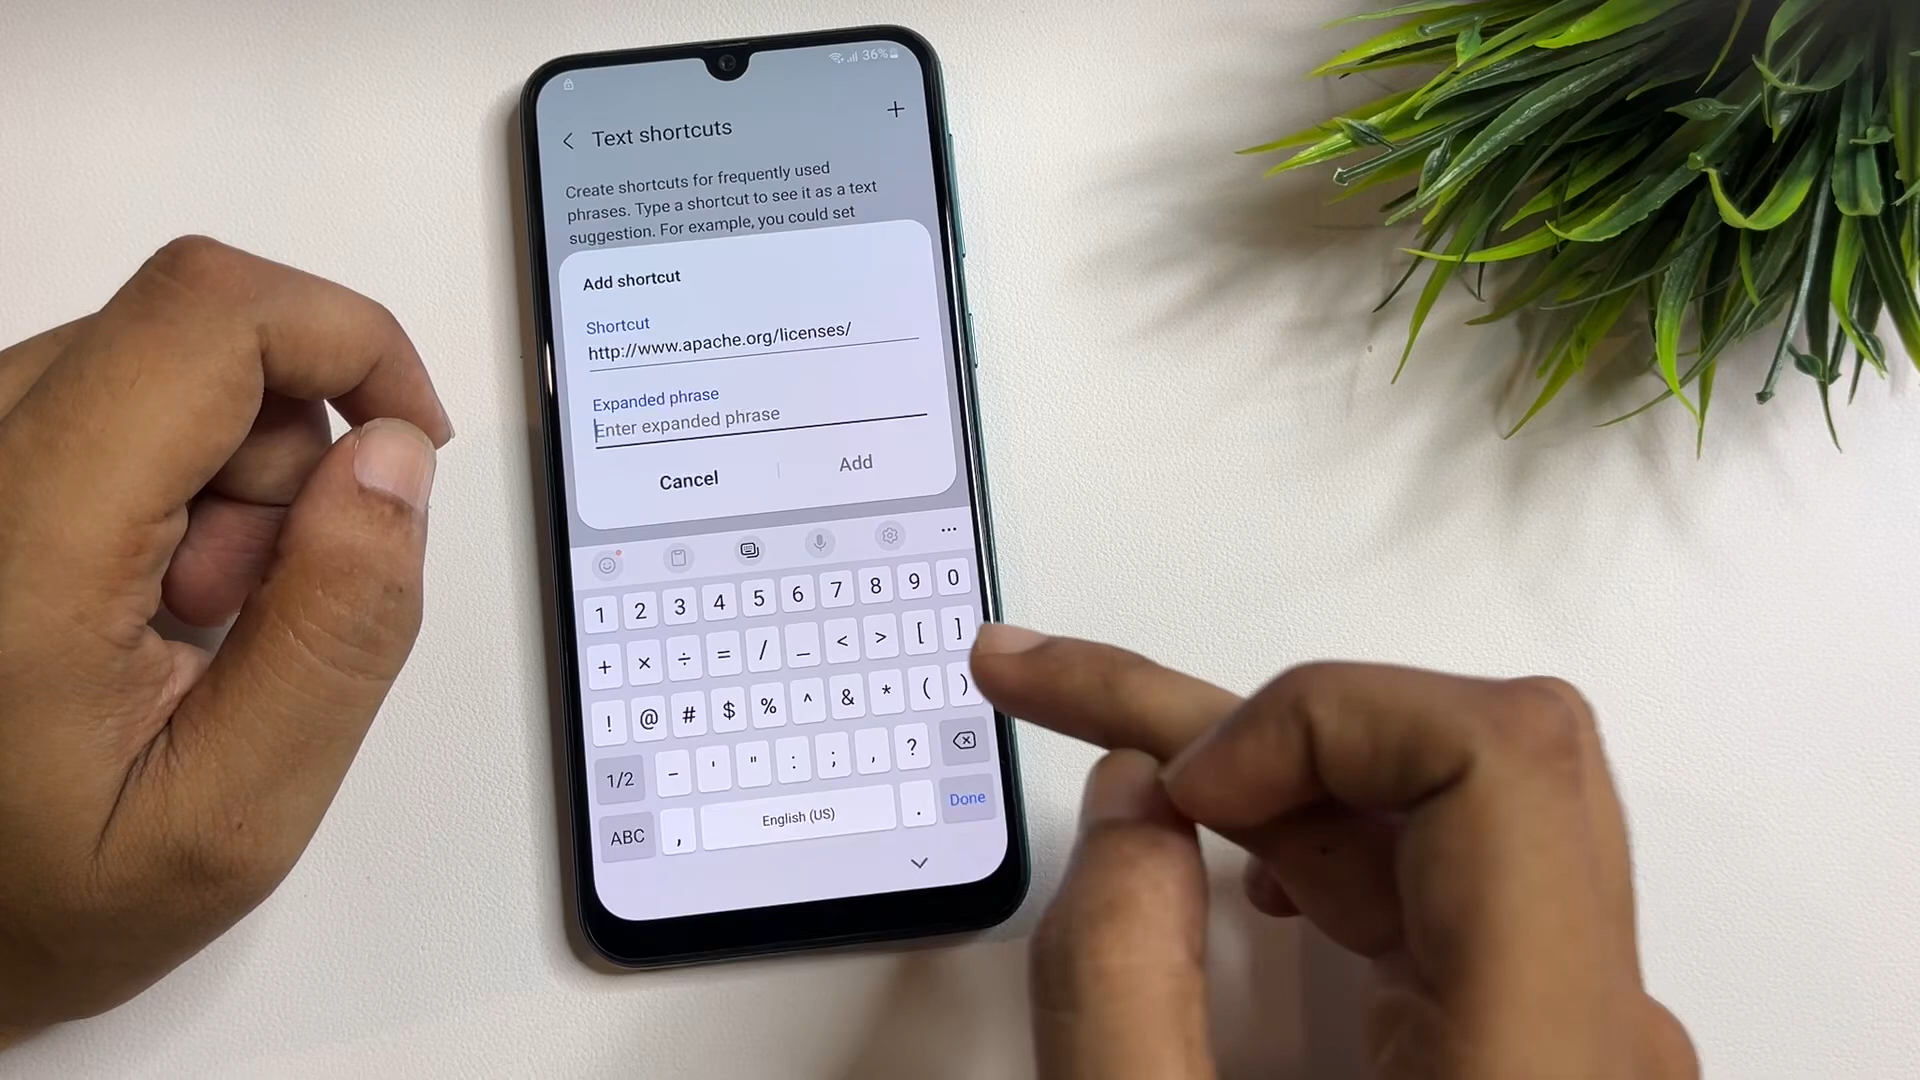 36%
Text shortcuts
+
Create shortcuts for frequently used
phrases. Type a shortcut to see it as a text
suggestion. For example, you could set
Add shortcut
Shortcut
http://www.apache.org/licenses/
Expanded phrase
Enter expanded phrase
Cancel Add
1 2 3 4 5 6 7 8 9 0
+ × ÷ = / _ < > [ ]
! @ # $ % ^ & * ( )
1/2 - ' " : ; , ?
ABC , English (US) . Done